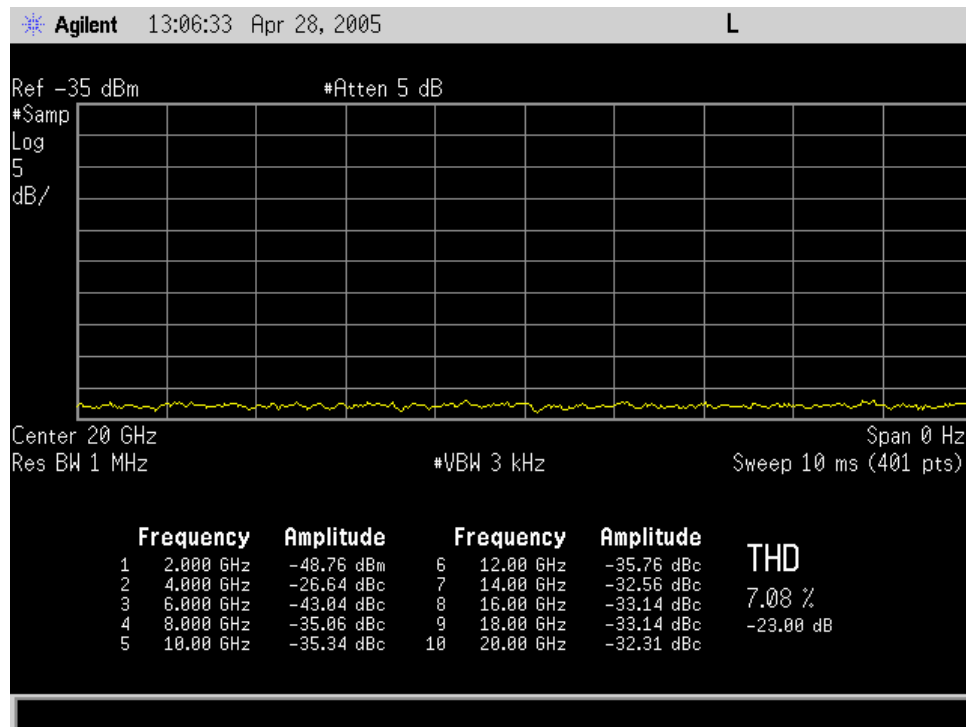 Agilent 13:06:33 Apr 28, 2005 L
Ref -35 dBm #Atten 5 dB
#Samp
Log
5
dB/
Center 20 GHz Span 0 Hz
Res BW 1 MHz #VBW 3 kHz Sweep 10 ms (401 pts)
Frequency Amplitude Frequency Amplitude THD
1 2.000 GHz -48.76 dBm 6 12.00 GHz -35.76 dBc
2 4.000 GHz -26.64 dBc 7 14.00 GHz -32.56 dBc
3 6.000 GHz -43.04 dBc 8 16.00 GHz -33.14 dBc 7.08 %
4 8.000 GHz -35.06 dBc 9 18.00 GHz -33.14 dBc -23.00 dB
5 10.00 GHz -35.34 dBc 10 20.00 GHz -32.31 dBc